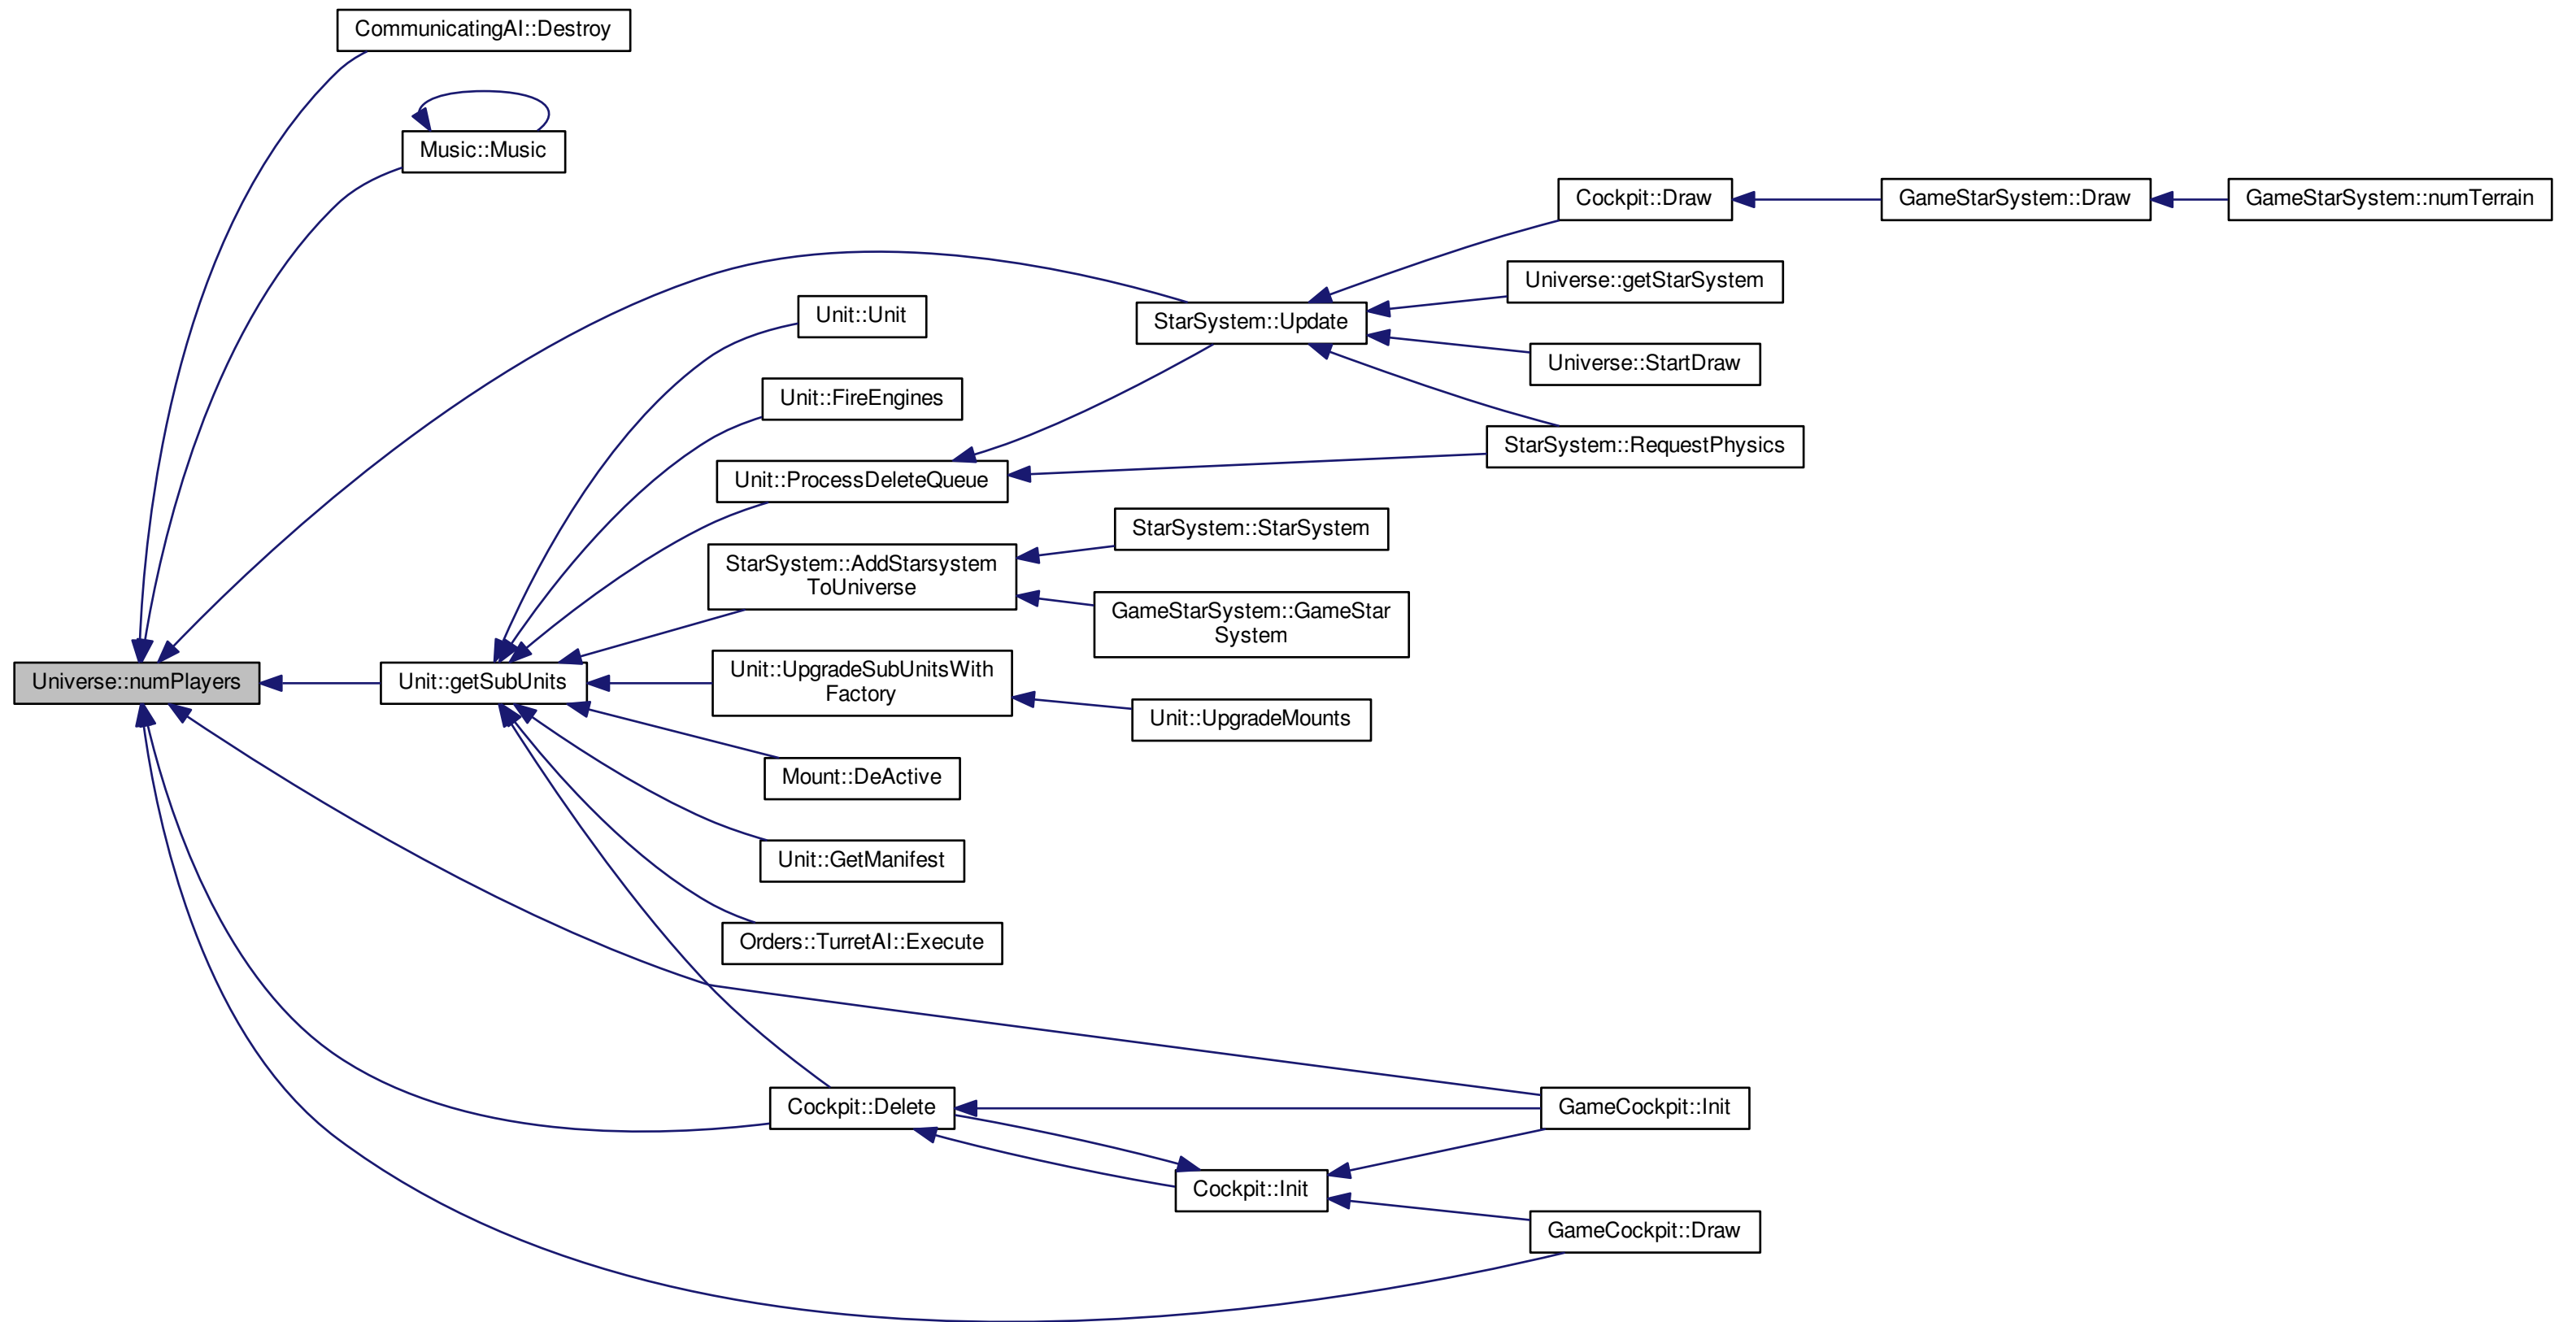 CommunicatingAI::Destroy
Music::Music
Cockpit::Draw
GameStarSystem::Draw
GameStarSystem::numTerrain
Universe::getStarSystem
Unit::Unit
StarSystem::Update
Universe::StartDraw
Unit::FireEngines
StarSystem::RequestPhysics
Unit::ProcessDeleteQueue
StarSystem::StarSystem
StarSystem::AddStarsystem
ToUniverse
GameStarSystem::GameStar
System
Universe::numPlayers
Unit::getSubUnits
Unit::UpgradeSubUnitsWith
Factory
Unit::UpgradeMounts
Mount::DeActive
Unit::GetManifest
Orders::TurretAI::Execute
Cockpit::Delete
GameCockpit::Init
Cockpit::Init
GameCockpit::Draw